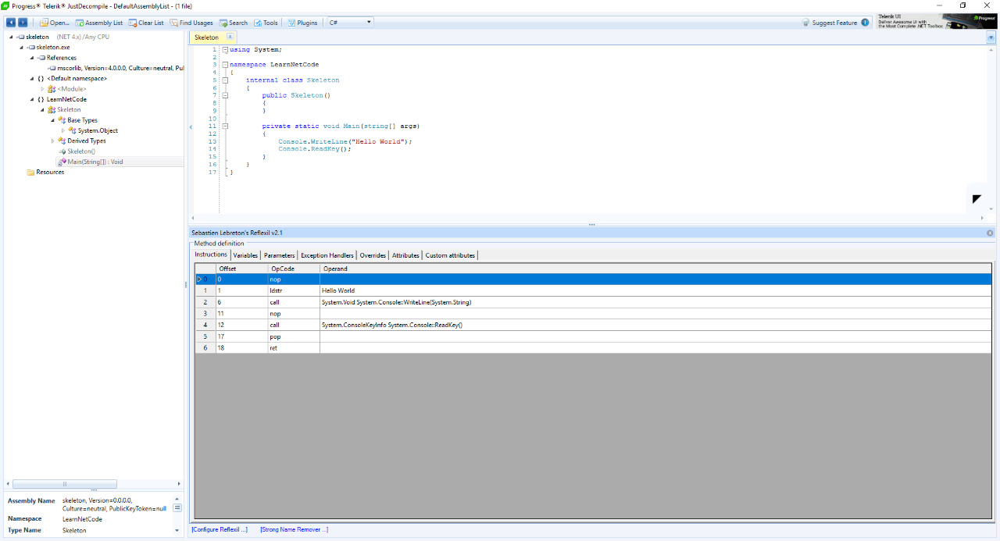 Progress® Telerik® JustDecompile - DefaultAssemblyList - (1 file)
Open... Assembly List Clear List Find Usages Search Tools Plugins C# Suggest Feature
Telerik UI
Deliver Awesome UI with
the Most Complete .NET Toolbox
Progress
skeleton (NET 4.x)/Any CPU
skeleton.exe
References
mscorlib, Version=4.0.0.0, Culture=neutral, Pul
{} <Default namespace>
<Module>
{} LearnNetCode
Skeleton
Base Types
System.Object
Derived Types
Skeleton()
Main(String[]) : Void
Resources
Assembly Name skeleton, Version=0.0.0.0,
Culture=neutral, PublicKeyToken=null
Namespace LearnNetCode
Type Name Skeleton
Skeleton x
1 using System;
2
3 namespace LearnNetCode
4 {
5 internal class Skeleton
6 {
7 public Skeleton()
8 {
9 }
10
11 private static void Main(string[] args)
12 {
13 Console.WriteLine("Hello World");
14 Console.ReadKey();
15 }
16 }
17 }
Sebastien Lebreton's Reflexil v2.1
Method definition
Instructions Variables Parameters Exception Handlers Overrides Attributes Custom attributes
Offset OpCode Operand
0 0 nop
1 1 ldstr Hello World
2 6 call System.Void System.Console::WriteLine(System.String)
3 11 nop
4 12 call System.ConsoleKeyInfo System.Console::ReadKey()
5 17 pop
6 18 ret
[Configure Reflexil ...] [Strong Name Remover ...]